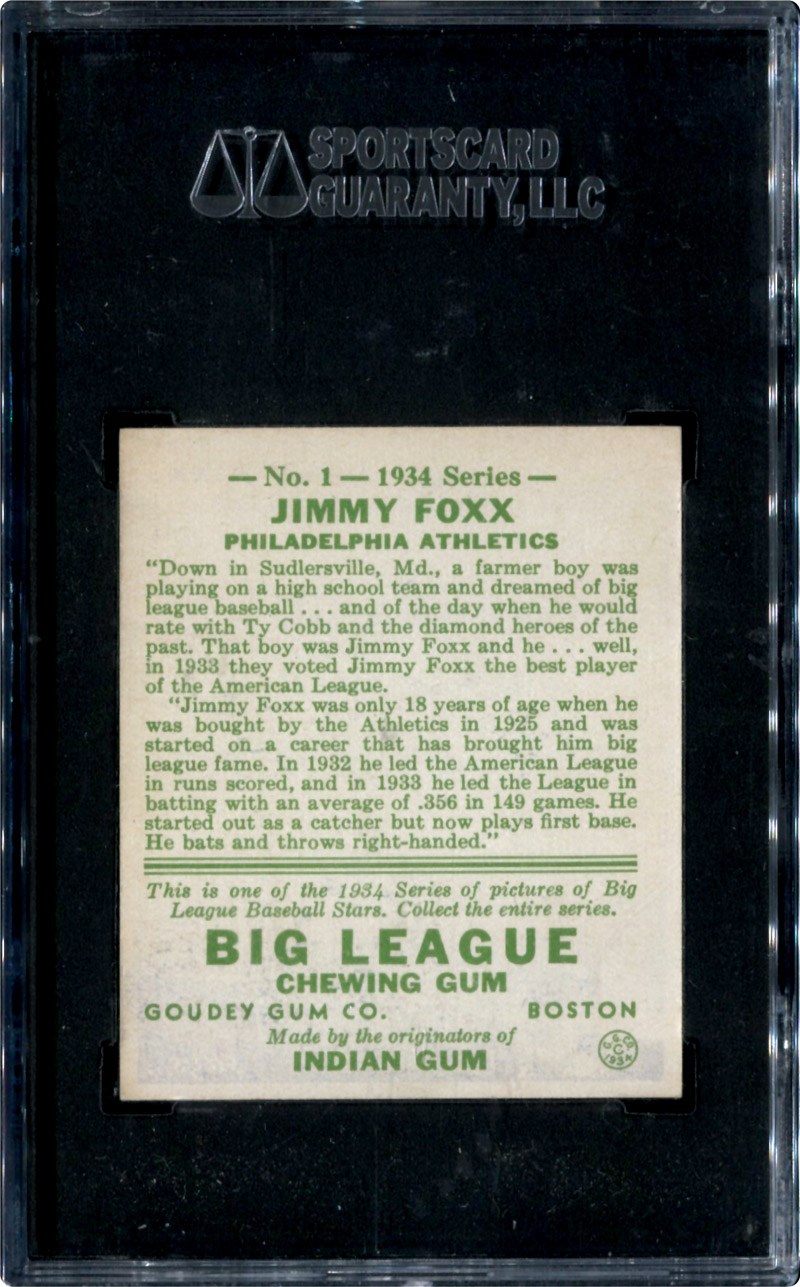 SPORTSCARD
GUARANTY, LLC
— No. 1 — 1934 Series —
JIMMY FOXX
PHILADELPHIA ATHLETICS
"Down in Sudlersville, Md., a farmer boy was
playing on a high school team and dreamed of big
league baseball . . . and of the day when he would
rate with Ty Cobb and the diamond heroes of the
past. That boy was Jimmy Foxx and he . . . well,
in 1933 they voted Jimmy Foxx the best player
of the American League.
"Jimmy Foxx was only 18 years of age when he
was bought by the Athletics in 1925 and was
started on a career that has brought him big
league fame. In 1932 he led the American League
in runs scored, and in 1933 he led the League in
batting with an average of .356 in 149 games. He
started out as a catcher but now plays first base.
He bats and throws right-handed."
This is one of the 1934 Series of pictures of Big
League Baseball Stars. Collect the entire series.
BIG LEAGUE
CHEWING GUM
GOUDEY GUM CO. BOSTON
Made by the originators of
INDIAN GUM
G. G. Co.
C
1934